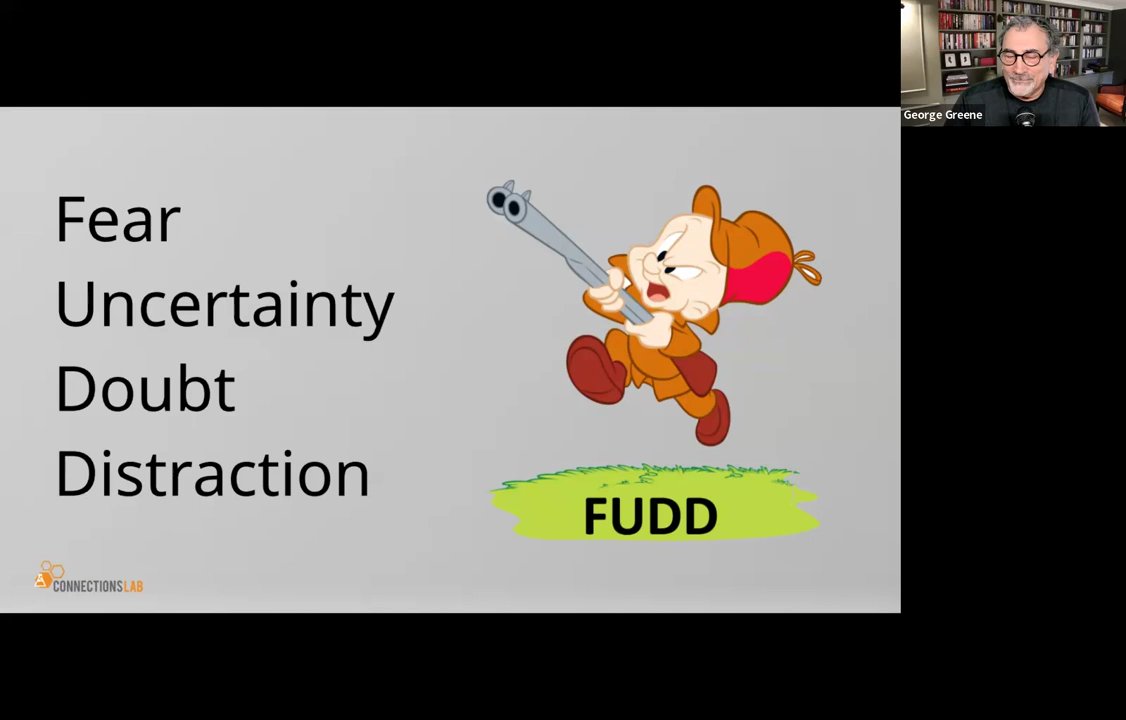 George Greene
Fear
Uncertainty
Doubt
Distraction
FUDD
CONNECTIONSLAB